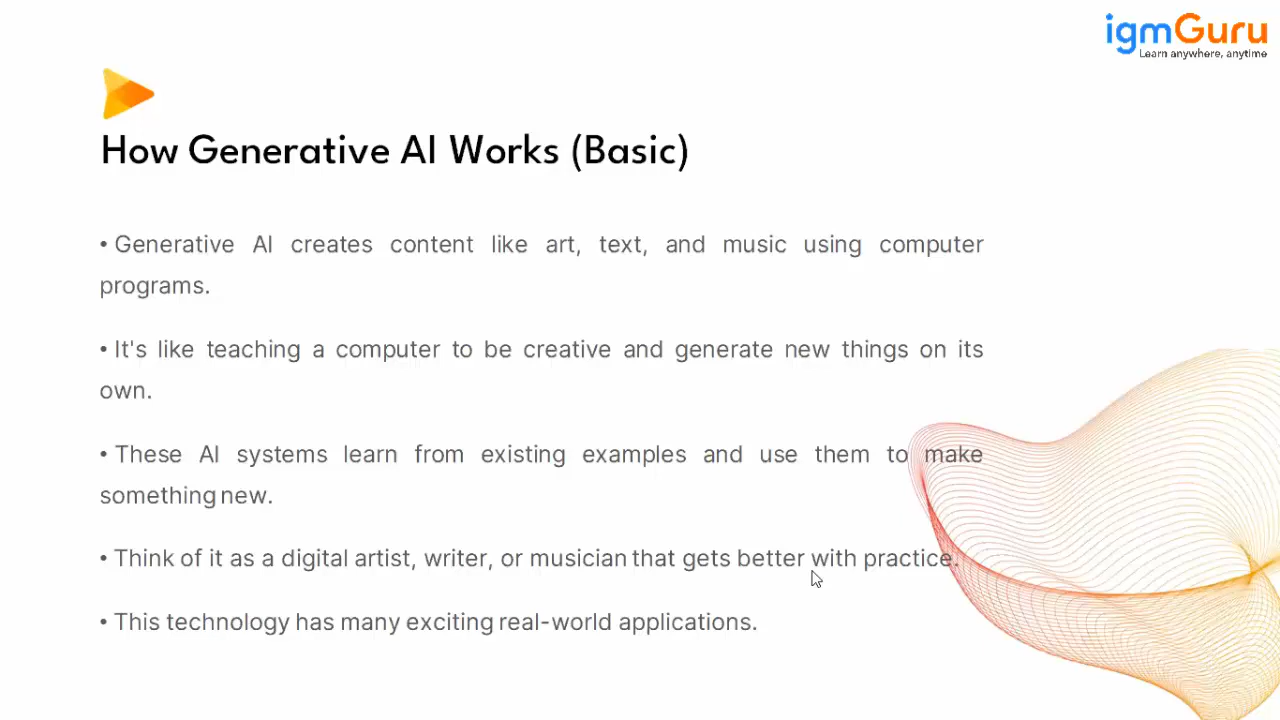 igmGuru
Learn anywhere, anytime
How Generative AI Works (Basic)
• Generative AI creates content like art, text, and music using computer
programs.
• It's like teaching a computer to be creative and generate new things on its
own.
• These AI systems learn from existing examples and use them to make
something new.
• Think of it as a digital artist, writer, or musician that gets better with practice.
• This technology has many exciting real-world applications.